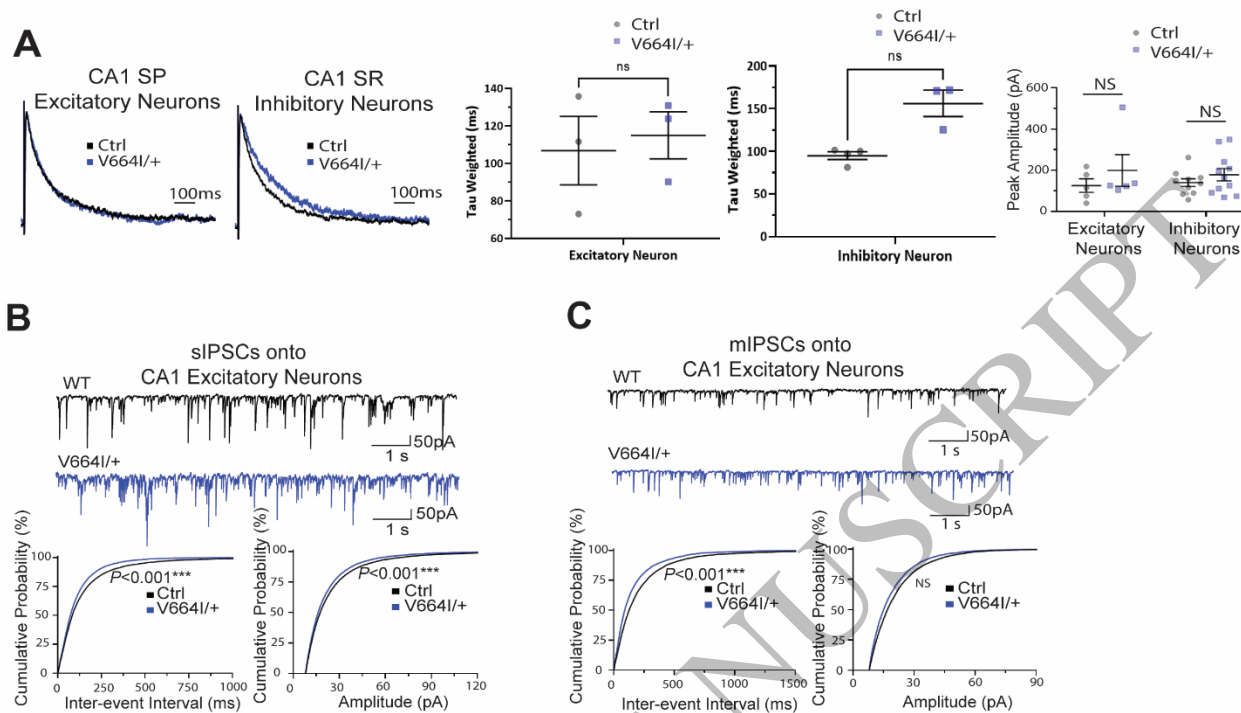 A
CA1 SP
Excitatory Neurons
Ctrl
V664I/+
100ms
CA1 SR
Inhibitory Neurons
Ctrl
V664I/+
100ms
Ctrl
V664I/+
ns
Tau Weighted (ms)
140
120
100
80
60
Excitatory Neuron
Ctrl
V664I/+
ns
Tau Weighted (ms)
200
150
100
50
0
Inhibitory Neuron
Ctrl
V664I/+
NS
NS
Peak Amplitude (pA)
600
400
200
0
Excitatory
Neurons
Inhibitory
Neurons
B
sIPSCs onto
CA1 Excitatory Neurons
WT
50pA
1 s
V664I/+
50pA
1 s
Cumulative Probability (%)
100
75
50
25
0
P<0.001***
Ctrl
V664I/+
0 250 500 750 1000
Inter-event Interval (ms)
Cumulative Probability (%)
100
75
50
25
0
P<0.001***
Ctrl
V664I/+
0 30 60 90 120
Amplitude (pA)
C
mIPSCs onto
CA1 Excitatory Neurons
WT
50pA
1 s
V664I/+
50pA
1 s
Cumulative Probability (%)
100
75
50
25
0
P<0.001***
Ctrl
V664I/+
0 500 1000 1500
Inter-event Interval (ms)
Cumulative Probability (%)
100
75
50
25
0
NS
Ctrl
V664I/+
0 30 60 90
Amplitude (pA)
NUSCRIPT